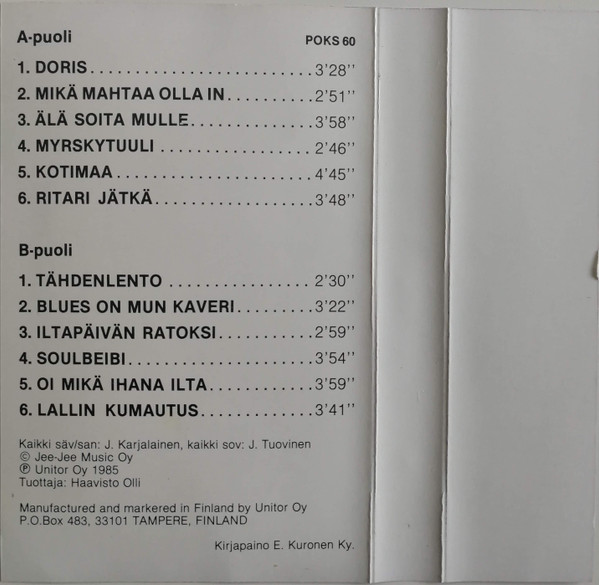 A-puoli POKS 60
1. DORIS.........................3'28''
2. MIKÄ MAHTAA OLLA IN..........2'51''
3. ÄLÄ SOITA MULLE..............3'58''
4. MYRSKYTUULI .................2'46''
5. KOTIMAA......................4'45''
6. RITARI JÄTKÄ..................3'48''
B-puoli
1. TÄHDENLENTO ................2'30''
2. BLUES ON MUN KAVERI.........3'22''
3. ILTAPÄIVÄN RATOKSI...........2'59''
4. SOULBEIBI.....................3'54''
5. OI MIKÄ IHANA ILTA............3'59''
6. LALLIN KUMAUTUS.............3'41''
Kaikki säv/san: J. Karjalainen, kaikki sov: J. Tuovinen
© Jee-Jee Music Oy
℗ Unitor Oy 1985
Tuottaja: Haavisto Olli
Manufactured and markered in Finland by Unitor Oy
P.O.Box 483, 33101 TAMPERE, FINLAND
Kirjapaino E. Kuronen Ky.